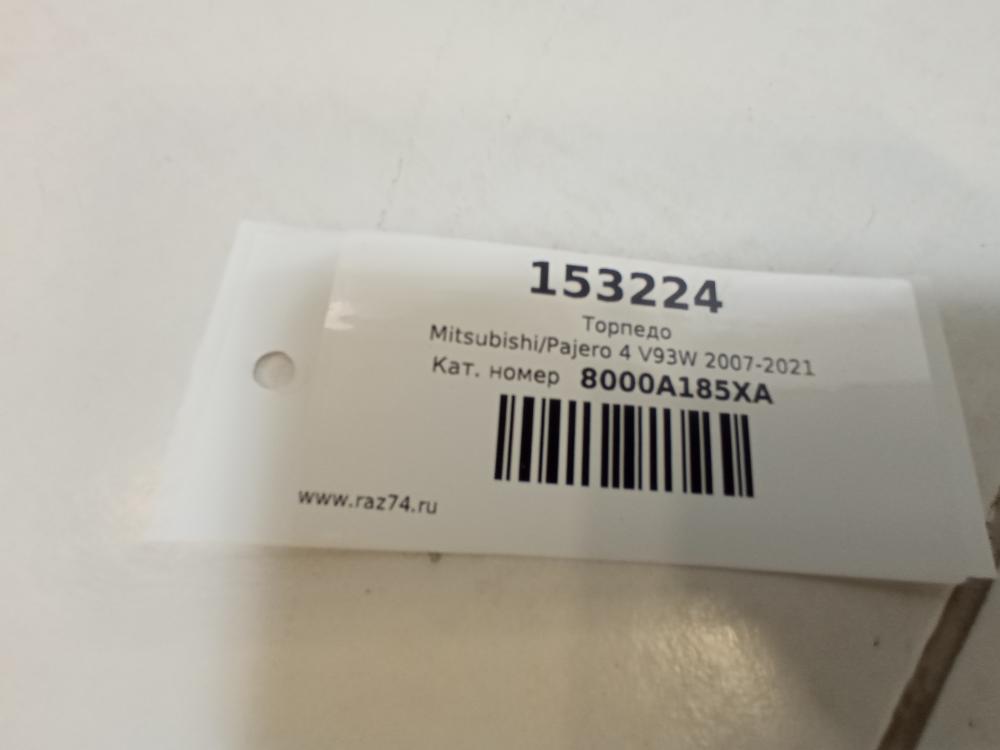 153224
Торпедо
Mitsubishi/Pajero 4 V93W 2007-2021
Кат. номер 8000A185XA
www.raz74.ru